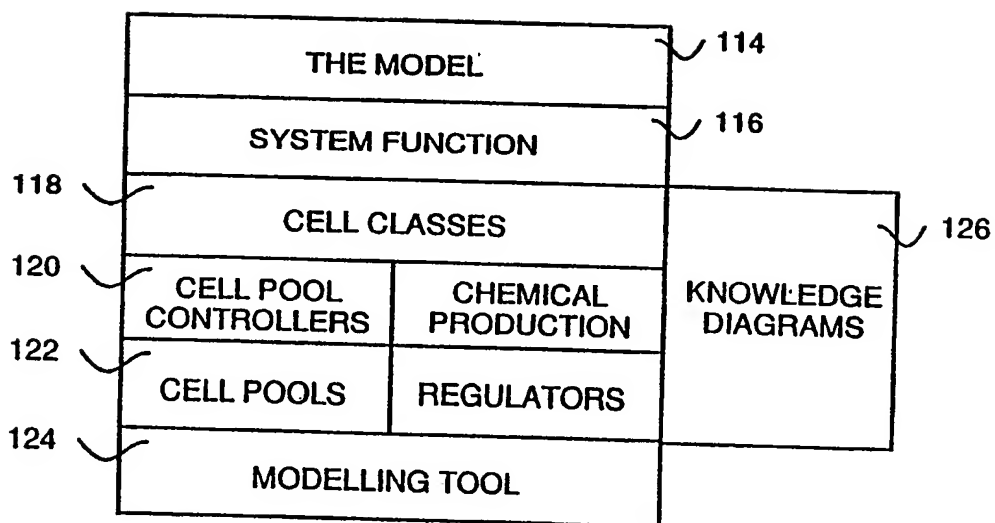 THE MODEL
114
SYSTEM FUNCTION
116
118
CELL CLASSES
126
120
CELL POOL
CONTROLLERS
CHEMICAL
PRODUCTION
KNOWLEDGE
DIAGRAMS
122
CELL POOLS
REGULATORS
124
MODELLING TOOL